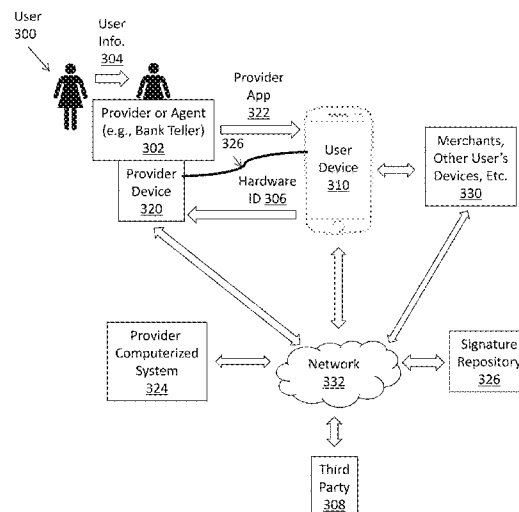 User
300
User
Info.
304
Provider or Agent
(e.g., Bank Teller)
302
Provider
Device
320
Provider
App
322
326
Hardware
ID 306
User
Device
310
Merchants,
Other User's
Devices, Etc.
330
Provider
Computerized
System
324
Network
332
Signature
Repository
326
Third
Party
308